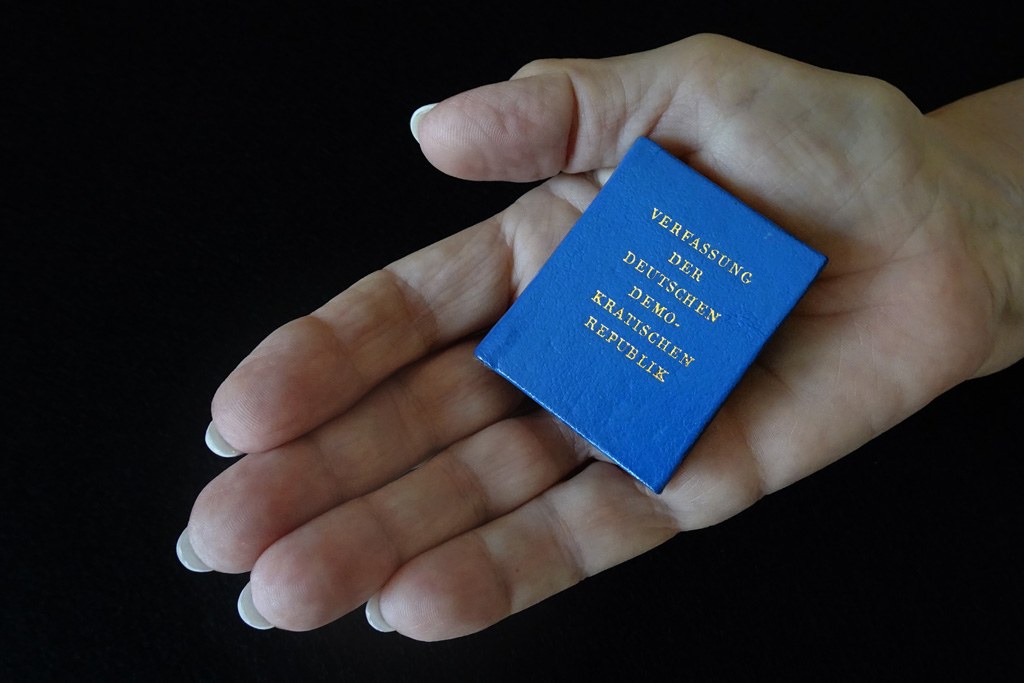 VERFASSUNG
DER
DEUTSCHEN
DEMO-
KRATISCHEN
REPUBLIK